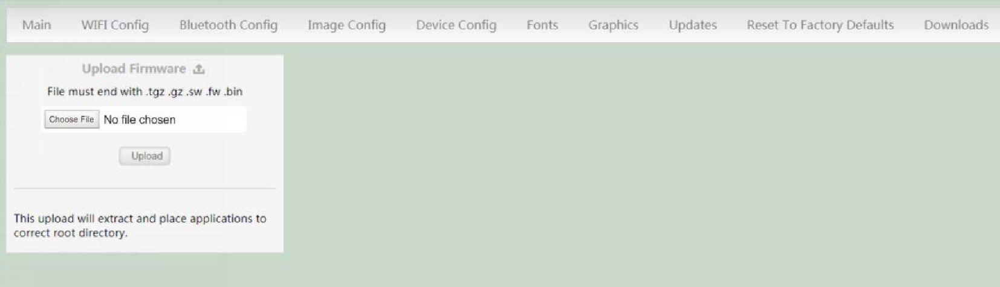 Main WIFI Config Bluetooth Config Image Config Device Config Fonts Graphics Updates Reset To Factory Defaults Downloads
Upload Firmware
File must end with .tgz .gz .sw .fw .bin
Choose File No file chosen
Upload
This upload will extract and place applications to
correct root directory.